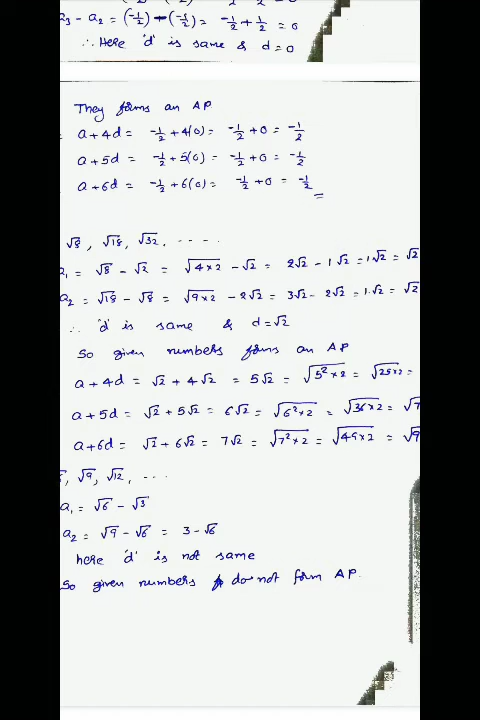 a₃ - a₂ = (-1/2) - (-1/2) = -1/2 + 1/2 = 0
∴ Here 'd' is same & d = 0
They forms an AP
a + 4d = -1/2 + 4(0) = -1/2 + 0 = -1/2
a + 5d = -1/2 + 5(0) = -1/2 + 0 = -1/2
a + 6d = -1/2 + 6(0) = -1/2 + 0 = -1/2
√8, √18, √32, - - - -
a₁ = √8 - √2 = √4×2 - √2 = 2√2 - 1√2 = 1√2 = √2
a₂ = √18 - √8 = √9×2 - 2√2 = 3√2 - 2√2 = 1.√2 = √2
∴ 'd' is same & d = √2
So given numbers forms an AP
a + 4d = √2 + 4√2 = 5√2 = √5²×2 = √25×2 =
a + 5d = √2 + 5√2 = 6√2 = √6²×2 = √36×2 = √7
a + 6d = √2 + 6√2 = 7√2 = √7²×2 = √49×2 = √9
√9, √12, - - -
a₁ = √6 - √3
a₂ = √9 - √6 = 3 - √6
here 'd' is not same
So given numbers do not form AP.